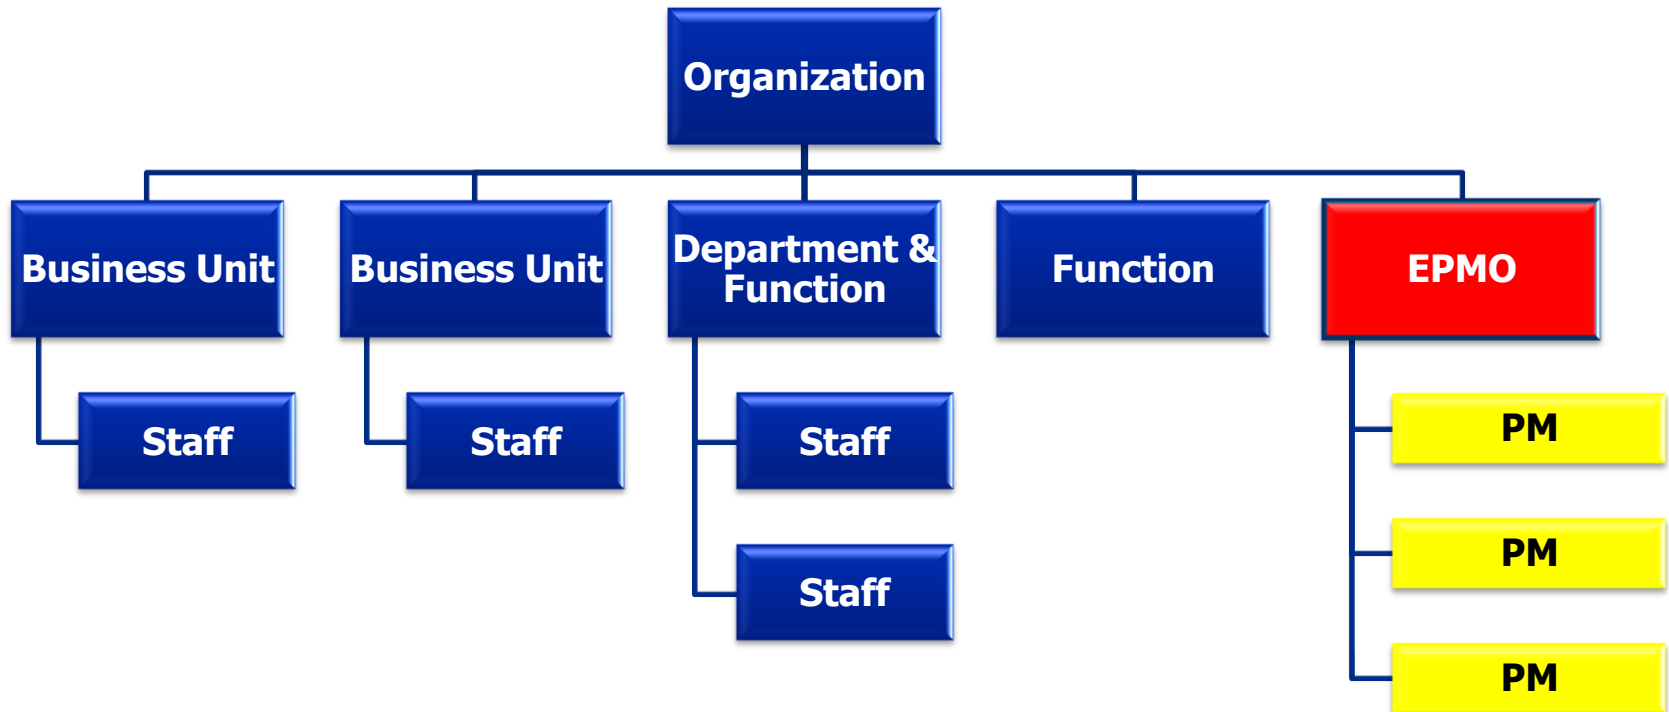 Organization
Business Unit
Business Unit
Department &
Function
Function
EPMO
Staff
Staff
Staff
PM
PM
Staff
PM